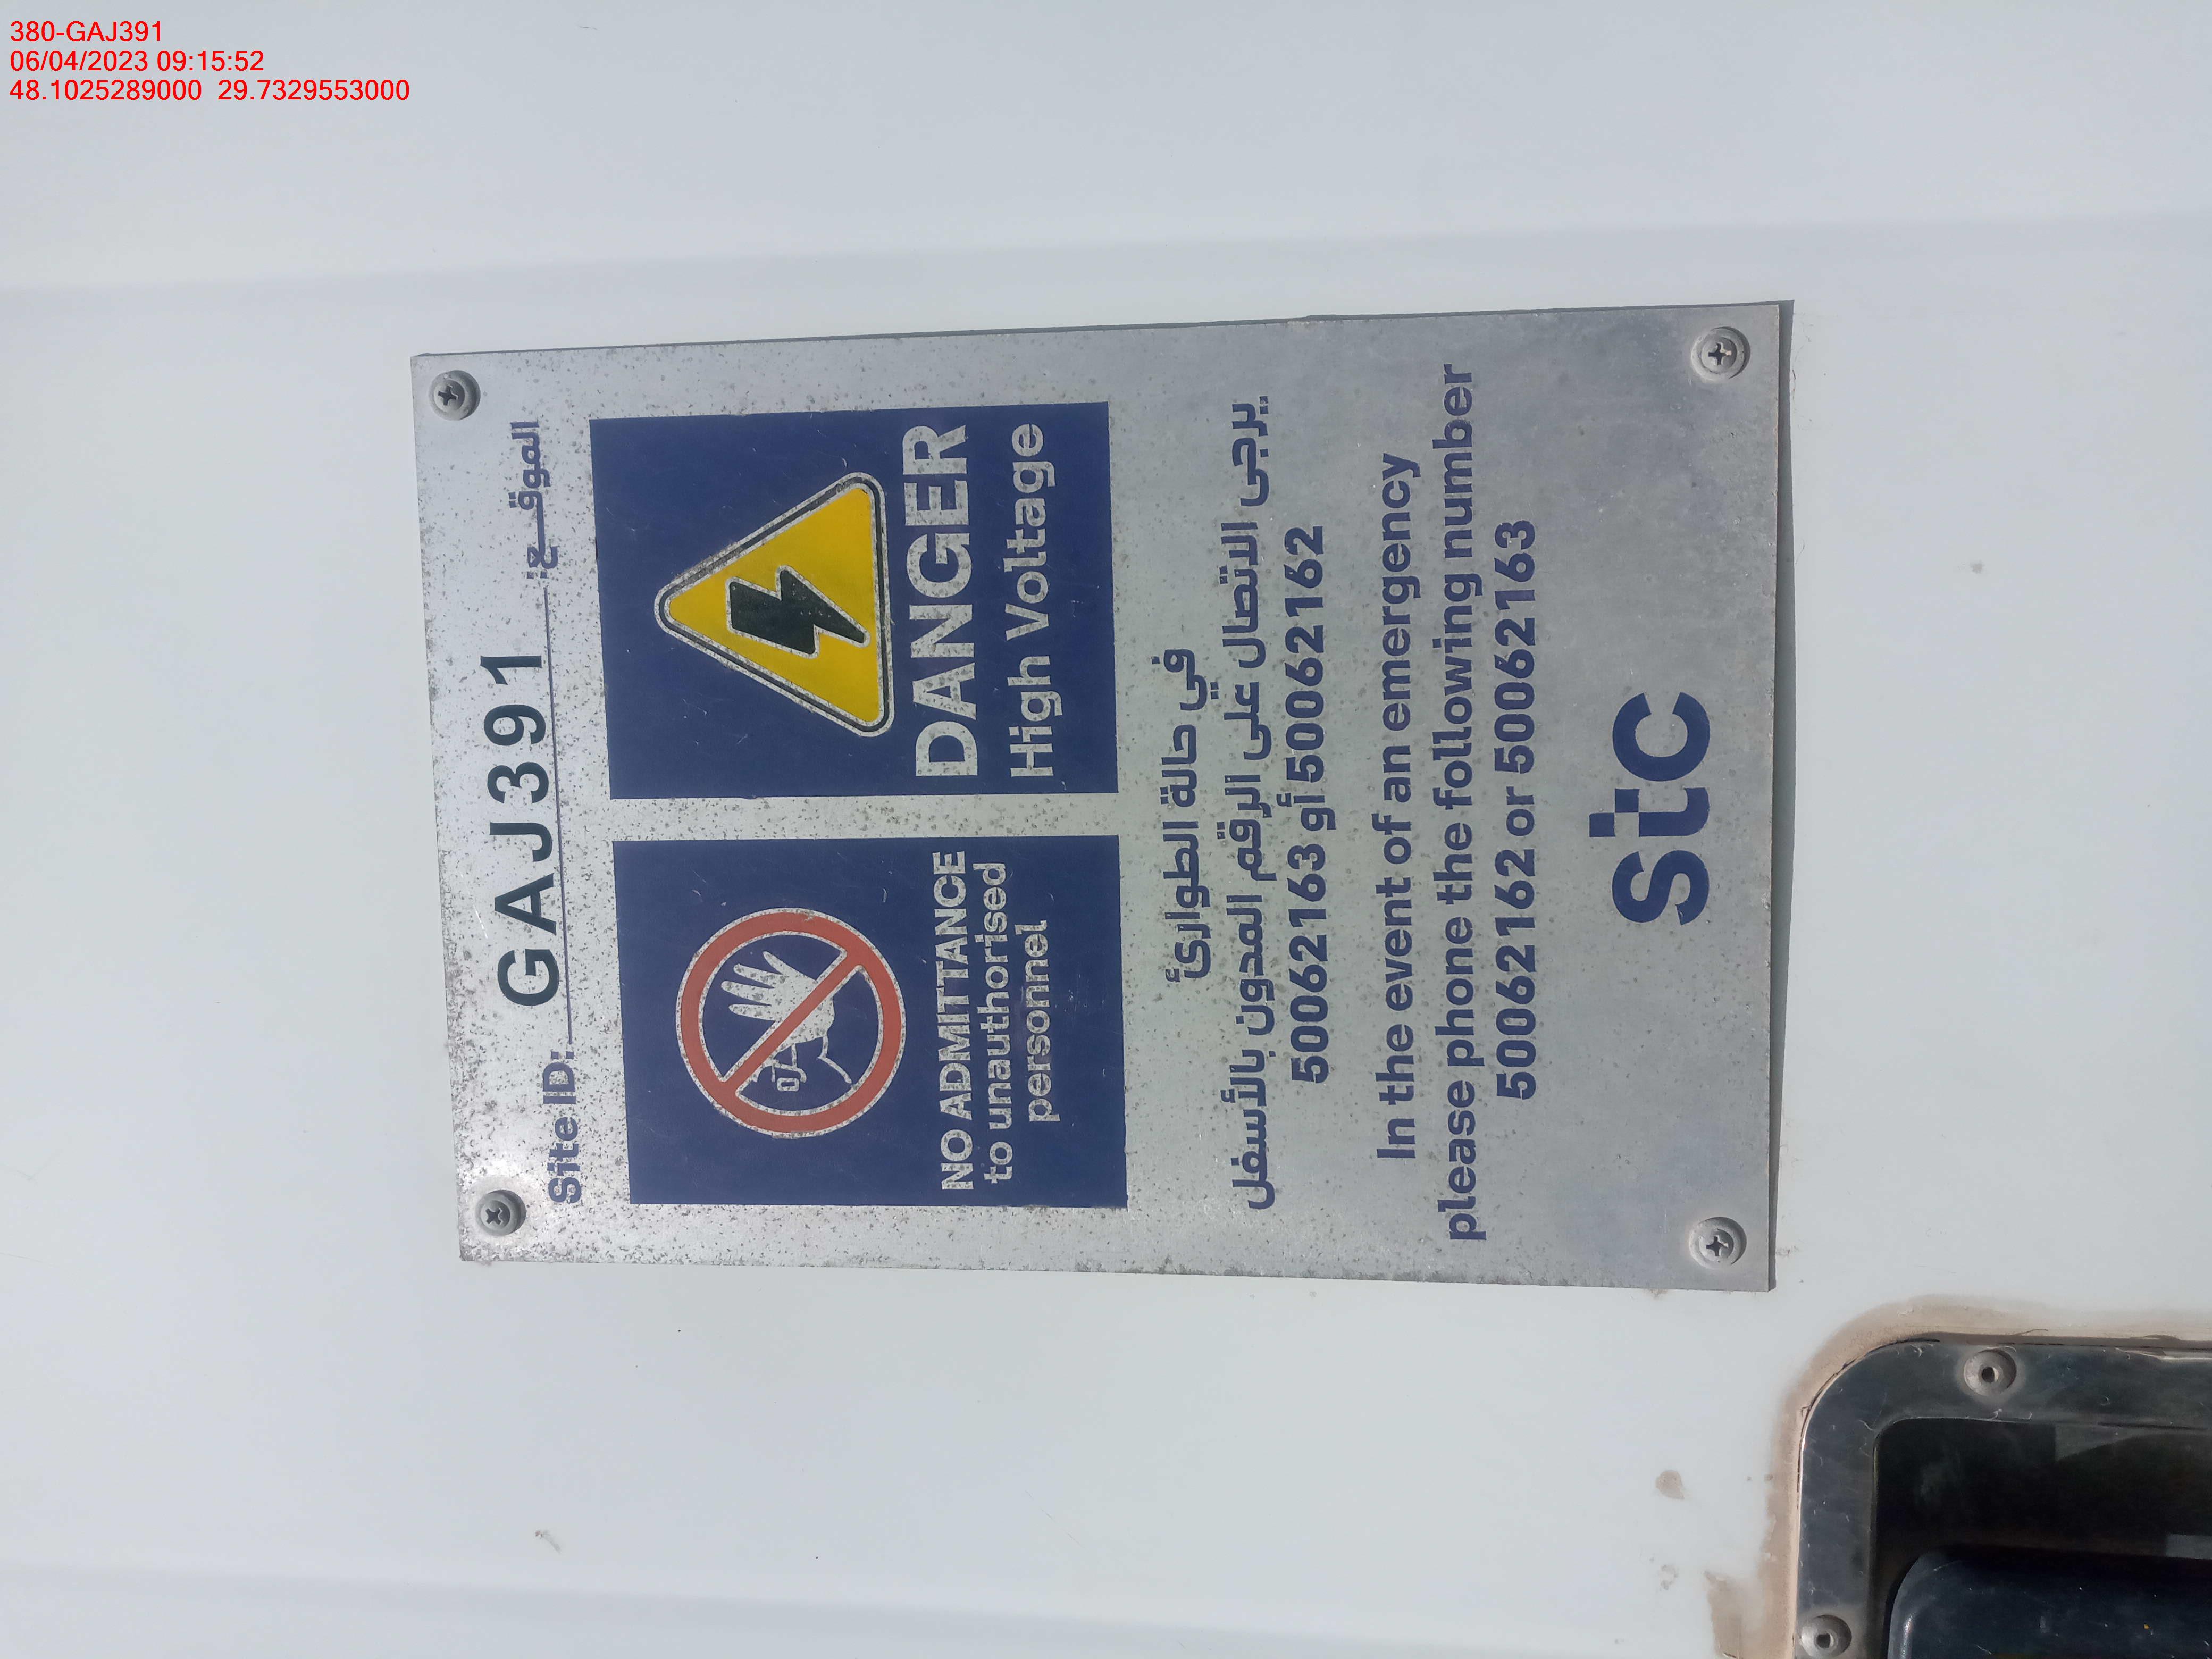 380-GAJ391
06/04/2023 09:15:52
48.1025289000 29.7329553000
Site ID: GAJ391 الموقع:
NO ADMITTANCE
to unauthorised
personnel
DANGER
High Voltage
في حالة الطوارئ
يرجى الاتصال على الرقم المدون بالأسفل
50062163 أو 50062162
In the event of an emergency
please phone the following number
50062162 or 50062163
stc